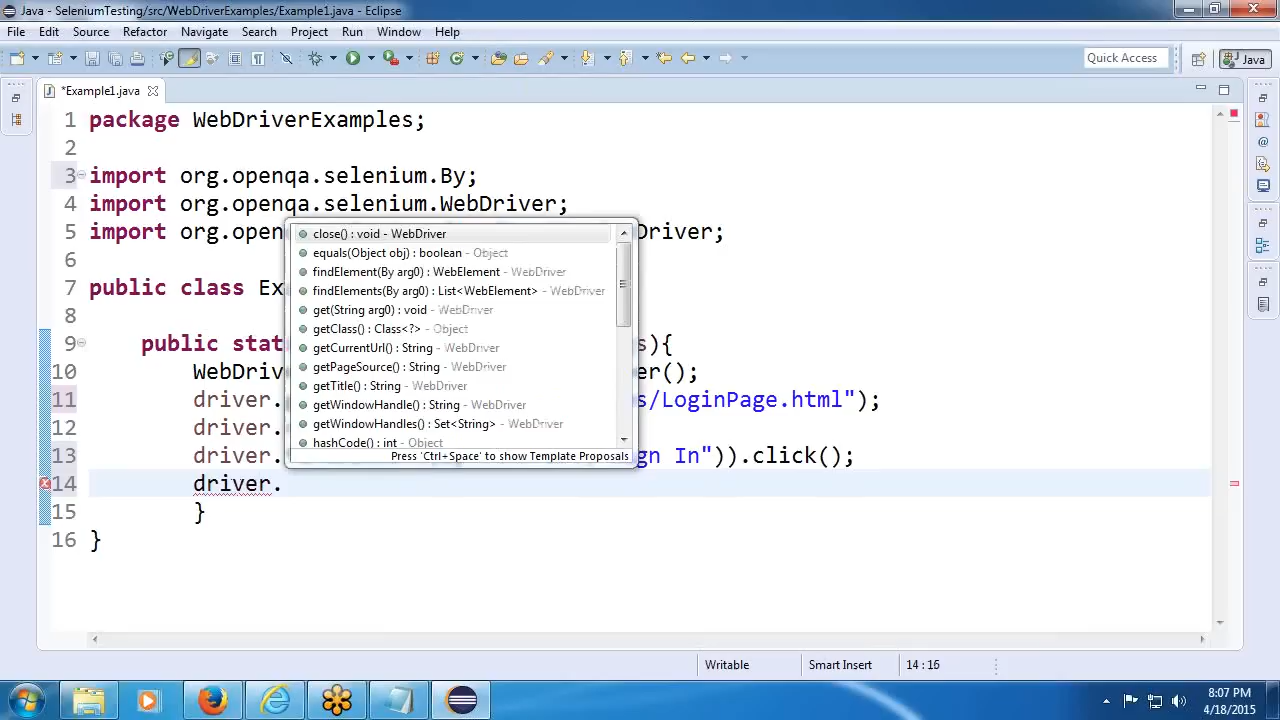 Java - SeleniumTesting/src/WebDriverExamples/Example1.java - Eclipse
File Edit Source Refactor Navigate Search Project Run Window Help
Quick Access Java
*Example1.java
1 package WebDriverExamples;
2
3 import org.openqa.selenium.By;
4 import org.openqa.selenium.WebDriver;
5 import org.open Driver;
6
7 public class Ex
8
9 public stat s){
10 WebDriv er();
11 driver. s/LoginPage.html");
12 driver.
13 driver. gn In")).click();
14 driver.
15 }
16 }
close() : void - WebDriver
equals(Object obj) : boolean - Object
findElement(By arg0) : WebElement - WebDriver
findElements(By arg0) : List<WebElement> - WebDriver
get(String arg0) : void - WebDriver
getClass() : Class<?> - Object
getCurrentUrl() : String - WebDriver
getPageSource() : String - WebDriver
getTitle() : String - WebDriver
getWindowHandle() : String - WebDriver
getWindowHandles() : Set<String> - WebDriver
hashCode() : int - Object
Press 'Ctrl+Space' to show Template Proposals
Writable Smart Insert 14 : 16
8:07 PM
4/18/2015